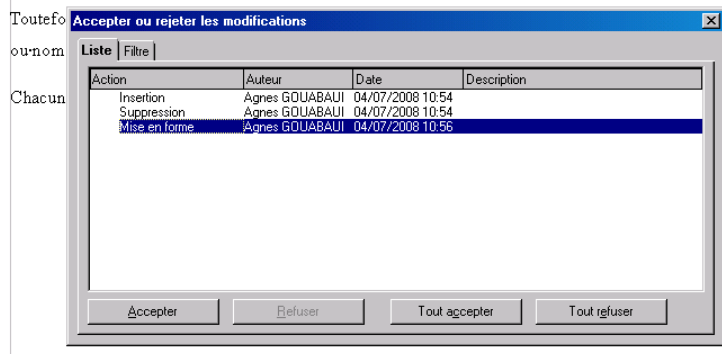 Toutefo
Accepter ou rejeter les modifications
ou·nom
Liste Filtre
Action Auteur Date Description
Chacun
Insertion Agnes GOUABAUI 04/07/2008 10:54
Suppression Agnes GOUABAUI 04/07/2008 10:54
Mise en forme Agnes GOUABAUI 04/07/2008 10:56
Accepter Refuser Tout accepter Tout refuser